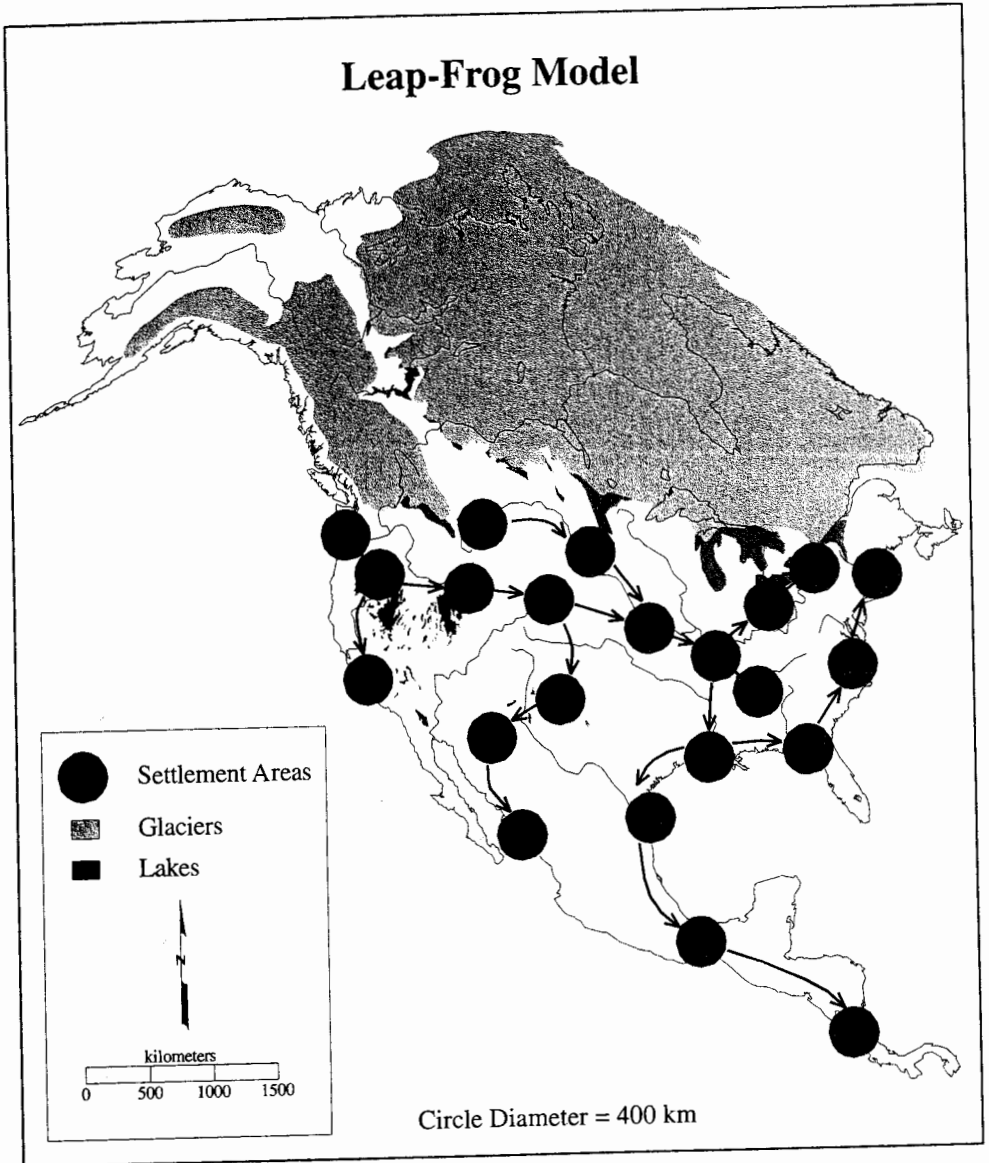 Leap-Frog Model
Settlement Areas
Glaciers
Lakes
N
kilometers
0 500 1000 1500
Circle Diameter = 400 km